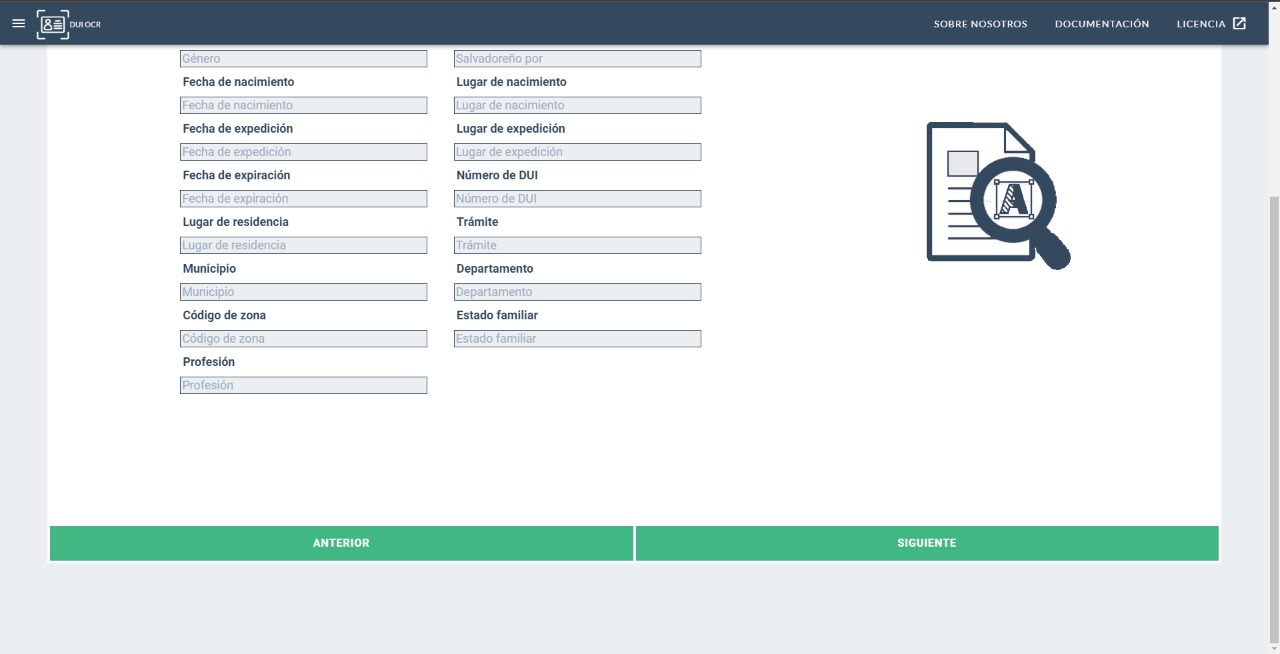 DUI OCR
SOBRE NOSOTROS DOCUMENTACIÓN LICENCIA
Género Salvadoreño por
Fecha de nacimiento Lugar de nacimiento
Fecha de nacimiento Lugar de nacimiento
Fecha de expedición Lugar de expedición
Fecha de expedición Lugar de expedición
Fecha de expiración Número de DUI
Fecha de expiración Número de DUI
Lugar de residencia Trámite
Lugar de residencia Trámite
Municipio Departamento
Municipio Departamento
Código de zona Estado familiar
Código de zona Estado familiar
Profesión
Profesión
A
ANTERIOR SIGUIENTE